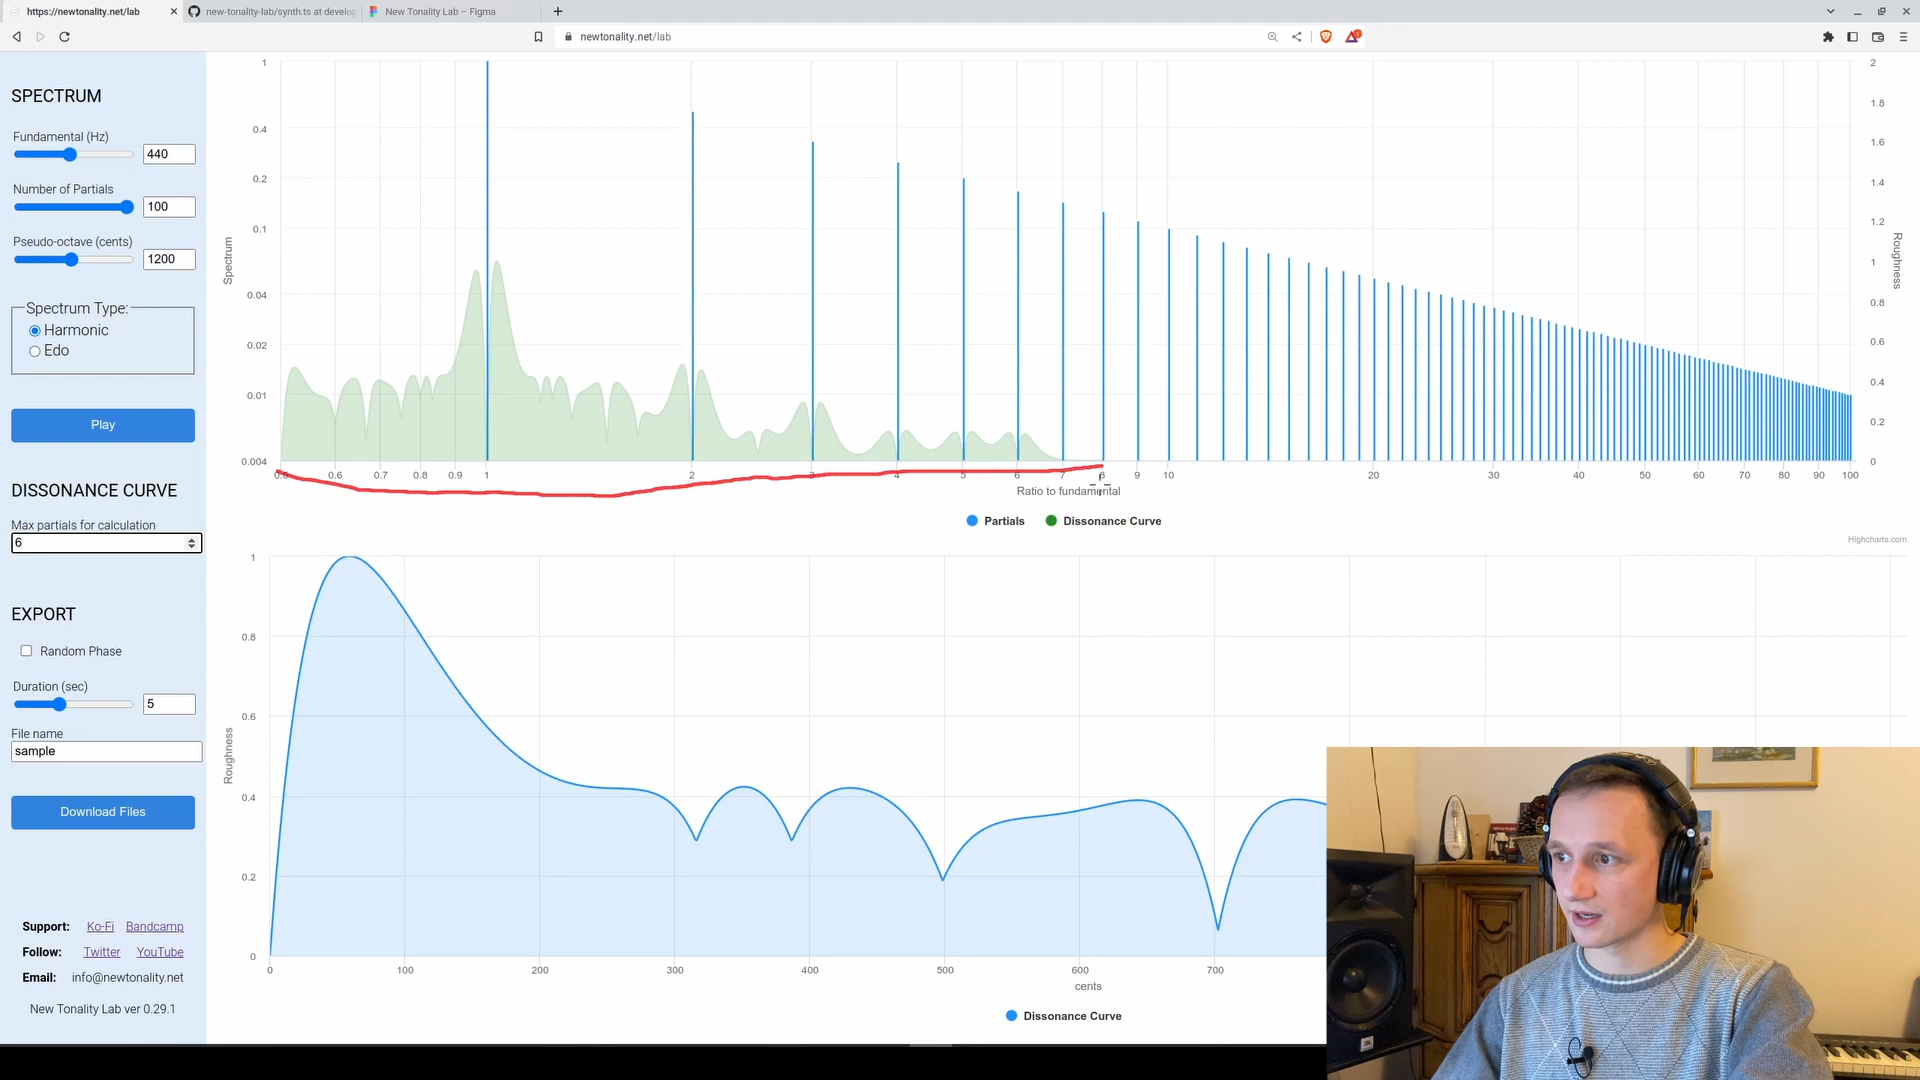 https://newtonality.net/lab
new-tonality-lab/synth.ts at develop
New Tonality Lab – Figma
newtonality.net/lab
SPECTRUM
Fundamental (Hz)
440
Number of Partials
100
Pseudo-octave (cents)
1200
Spectrum Type:
Harmonic
Edo
Play
DISSONANCE CURVE
Max partials for calculation
6
EXPORT
Random Phase
Duration (sec)
5
File name
sample
Download Files
Support: Ko-Fi Bandcamp
Follow: Twitter YouTube
Email: info@newtonality.net
New Tonality Lab ver 0.29.1
Spectrum
1
0.4
0.2
0.1
0.04
0.02
0.01
0.004
Roughness
2
1.8
1.6
1.4
1.2
1
0.8
0.6
0.4
0.2
0
0.5 0.6 0.7 0.8 0.9 1 2 3 4 5 6 7 8 9 10 20 30 40 50 60 70 80 90 100
Ratio to fundamental
Partials Dissonance Curve
Highcharts.com
Roughness
1
0.8
0.6
0.4
0.2
0
0 100 200 300 400 500 600 700
cents
Dissonance Curve